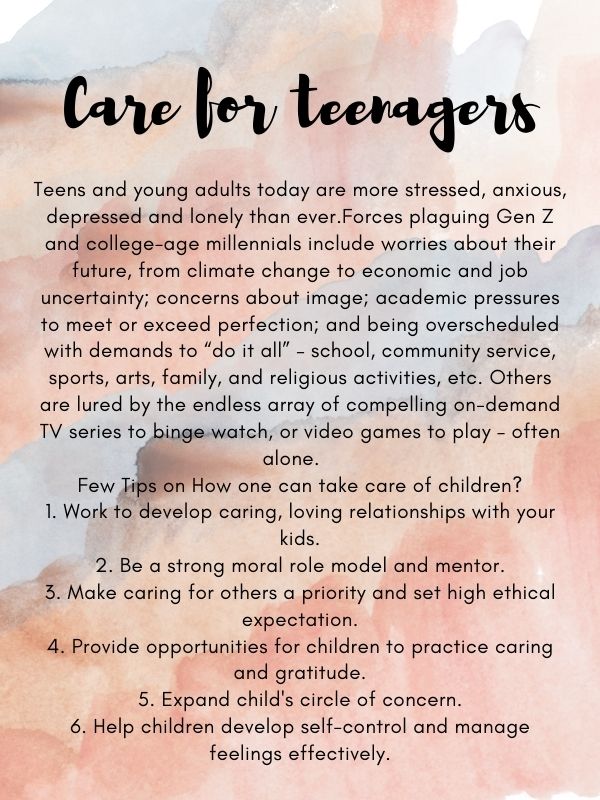 Care for teenagers
Teens and young adults today are more stressed, anxious,
depressed and lonely than ever.Forces plaguing Gen Z
and college-age millennials include worries about their
future, from climate change to economic and job
uncertainty; concerns about image; academic pressures
to meet or exceed perfection; and being overscheduled
with demands to “do it all” - school, community service,
sports, arts, family, and religious activities, etc. Others
are lured by the endless array of compelling on-demand
TV series to binge watch, or video games to play - often
alone.
Few Tips on How one can take care of children?
1. Work to develop caring, loving relationships with your
kids.
2. Be a strong moral role model and mentor.
3. Make caring for others a priority and set high ethical
expectation.
4. Provide opportunities for children to practice caring
and gratitude.
5. Expand child's circle of concern.
6. Help children develop self-control and manage
feelings effectively.